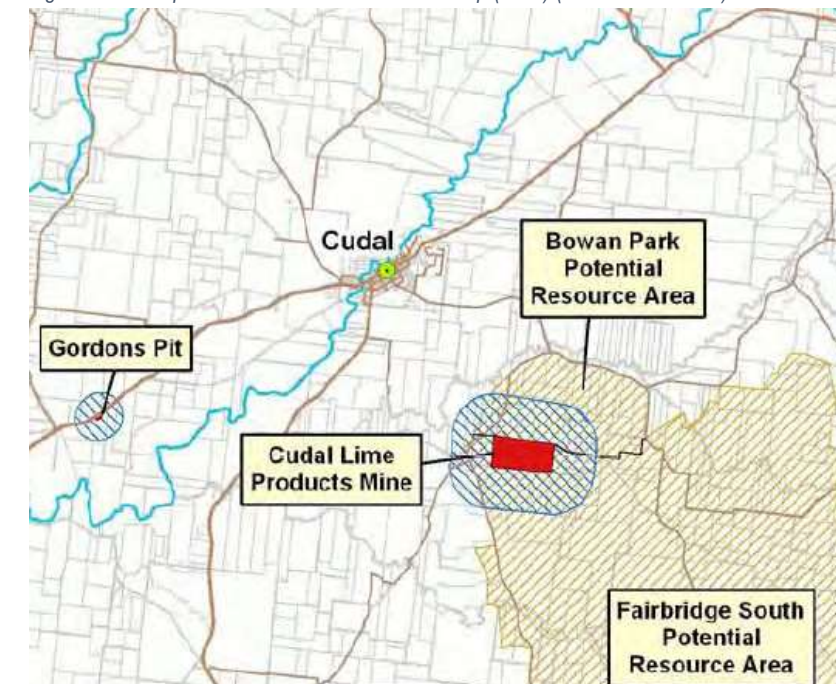 Cudal
Bowan Park
Potential
Resource Area
Gordons Pit
Cudal Lime
Products Mine
Fairbridge South
Potential
Resource Area